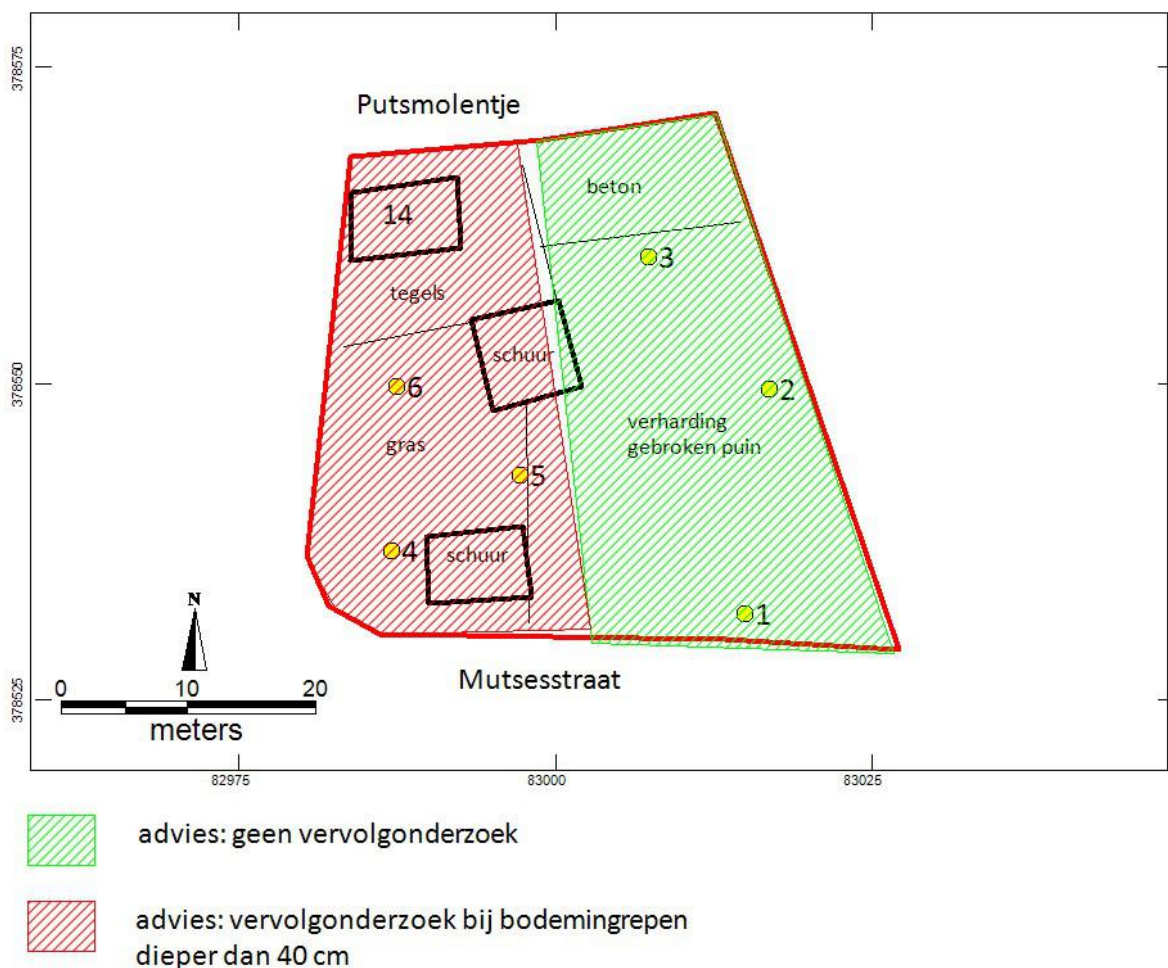 378575
Putsmolentje
beton
14
3
tegels
schuur
378550
6
2
verharding
gebroken puin
gras
5
4
schuur
1
N
Mutsesstraat
0 10 20
378525
meters
82975 83000 83025
advies: geen vervolgonderzoek
advies: vervolgonderzoek bij bodemingrepen
dieper dan 40 cm